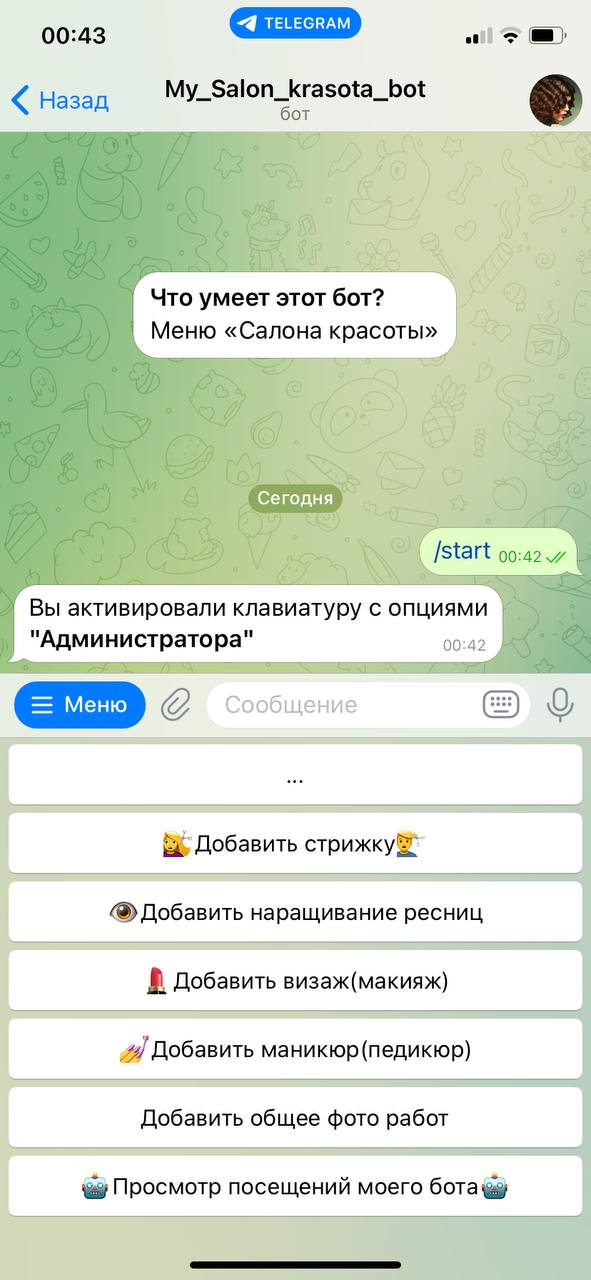 00:43
TELEGRAM
Назад
My_Salon_krasota_bot
бот
Что умеет этот бот?
Меню «Салона красоты»
Сегодня
/start 00:42
Вы активировали клавиатуру с опциями
"Администратора"
00:42
Меню
Сообщение
...
💇‍♀️Добавить стрижку💇‍♂️
👁️Добавить наращивание ресниц
💄Добавить визаж(макияж)
💅Добавить маникюр(педикюр)
Добавить общее фото работ
🤖Просмотр посещений моего бота🤖